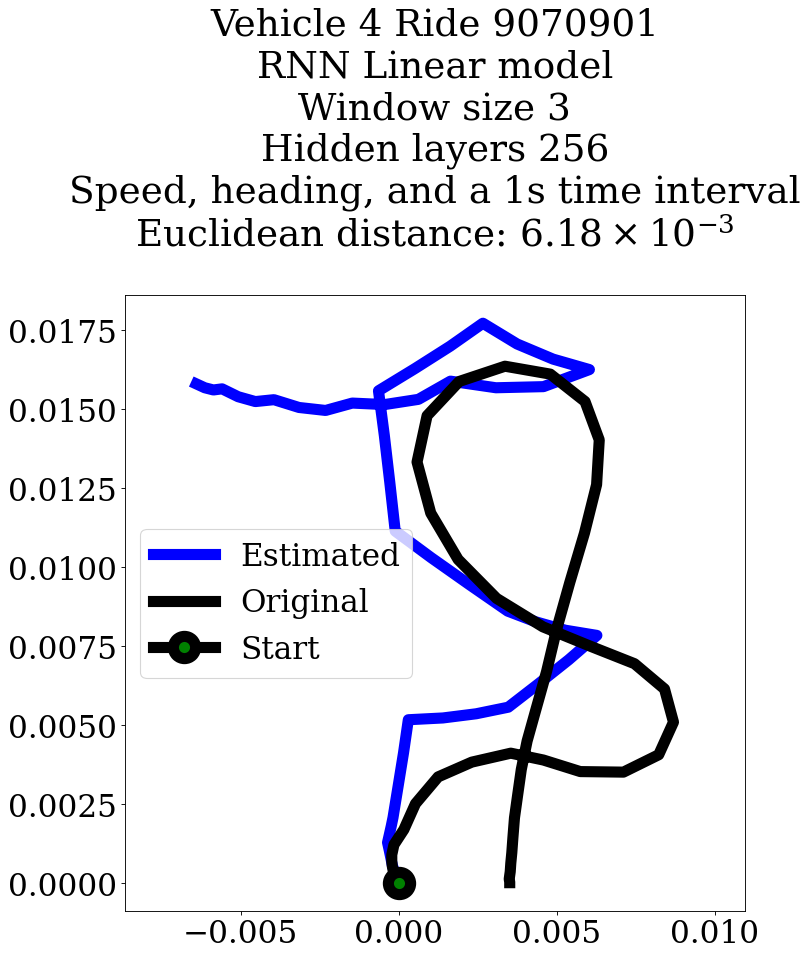 Vehicle 4 Ride 9070901
RNN Linear model
Window size 3
Hidden layers 256
Speed, heading, and a 1s time interval
Euclidean distance: 6.18 × 10⁻³
0.0175
0.0150
0.0125
0.0100
0.0075
0.0050
0.0025
0.0000
Estimated
Original
Start
−0.005 0.000 0.005 0.010